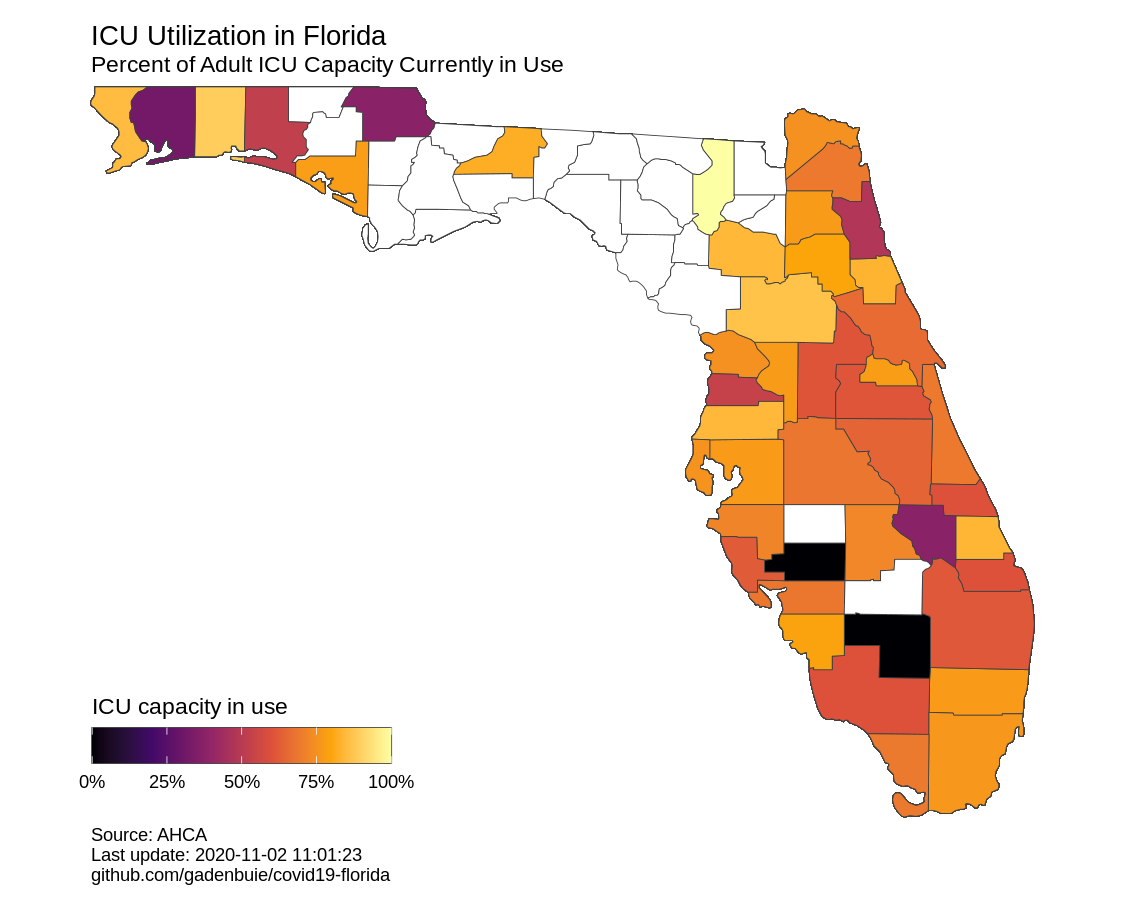 ICU Utilization in Florida
Percent of Adult ICU Capacity Currently in Use
ICU capacity in use
0% 25% 50% 75% 100%
Source: AHCA
Last update: 2020-11-02 11:01:23
github.com/gadenbuie/covid19-florida